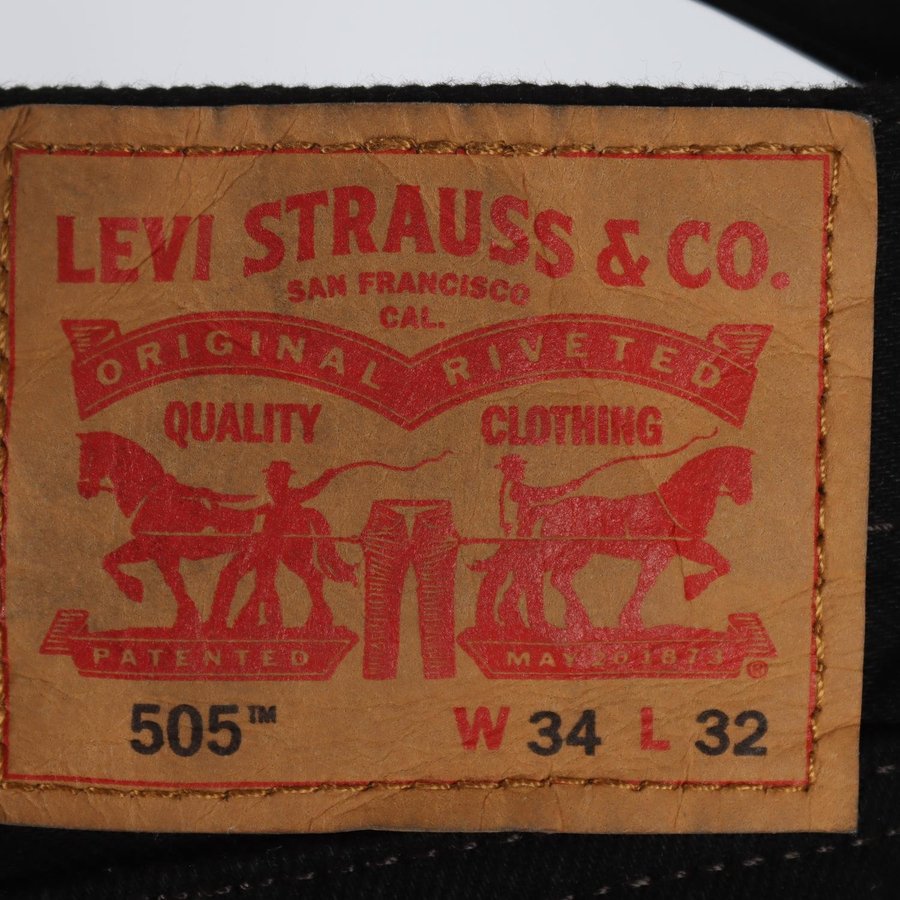 LEVI STRAUSS & CO.
SAN FRANCISCO
CAL.
ORIGINAL RIVETED
QUALITY CLOTHING
PATENTED MAY 20 1873 ®
505™ W 34 L 32